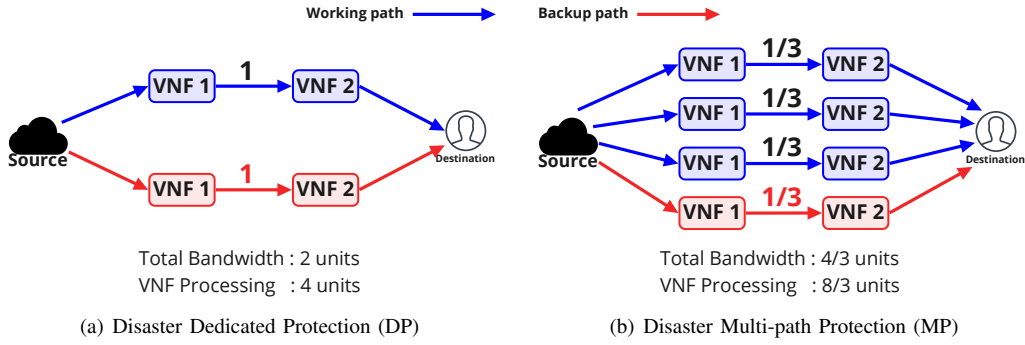 Working path Backup path
1
VNF 1 VNF 2
Source
Destination
1
VNF 1 VNF 2
Total Bandwidth : 2 units
VNF Processing : 4 units
(a) Disaster Dedicated Protection (DP)
1/3
VNF 1 VNF 2
1/3
VNF 1 VNF 2
1/3
VNF 1 VNF 2
Source
Destination
1/3
VNF 1 VNF 2
Total Bandwidth : 4/3 units
VNF Processing : 8/3 units
(b) Disaster Multi-path Protection (MP)